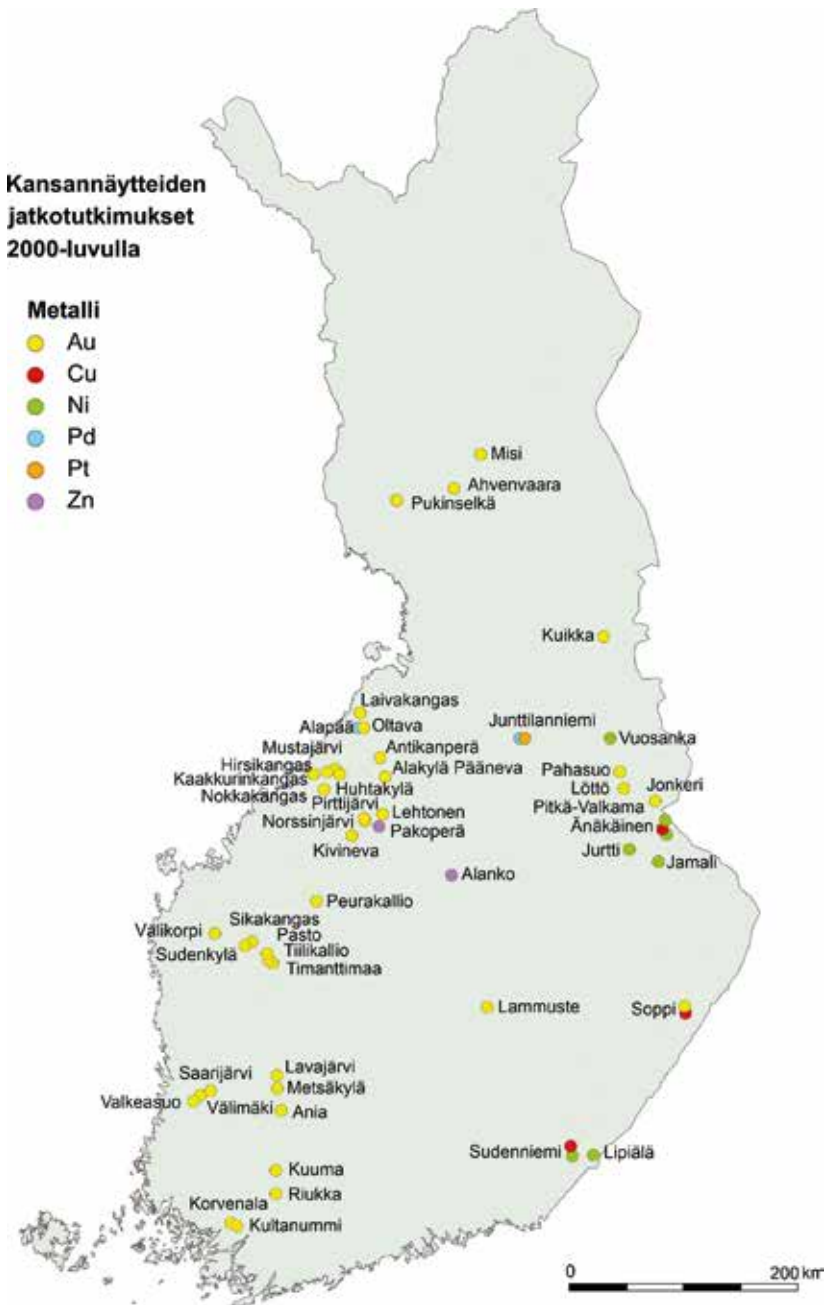 Kansannäytteiden
jatkotutkimukset
2000-luvulla
Metalli
Au
Cu
Ni
Pd
Pt
Zn
Misi
Ahvenvaara
Pukinselkä
Kuikka
Laivakangas
Alapää
Oltava
Junttilanniemi
Vuosanka
Mustajärvi
Antikanperä
Hirsikangas
Alakylä Pääneva
Pahasuo
Kaakkurinkangas
Huhtakylä
Löttö
Jonkeri
Nokkakangas
Pirttijärvi
Lehtonen
Pitkä-Valkama
Norssinjärvi
Pakoperä
Änäkäinen
Kivineva
Jurtti
Jamali
Alanko
Peurakallio
Sikakangas
Välikorpi
Pasto
Sudenkylä
Tiilikallio
Timanttimaa
Lammuste
Soppi
Saarijärvi
Lavajärvi
Metsäkylä
Valkeasuo
Välimäki
Ania
Sudenniemi
Lipiälä
Kuuma
Riukka
Korvenala
Kultanummi
0 200 km